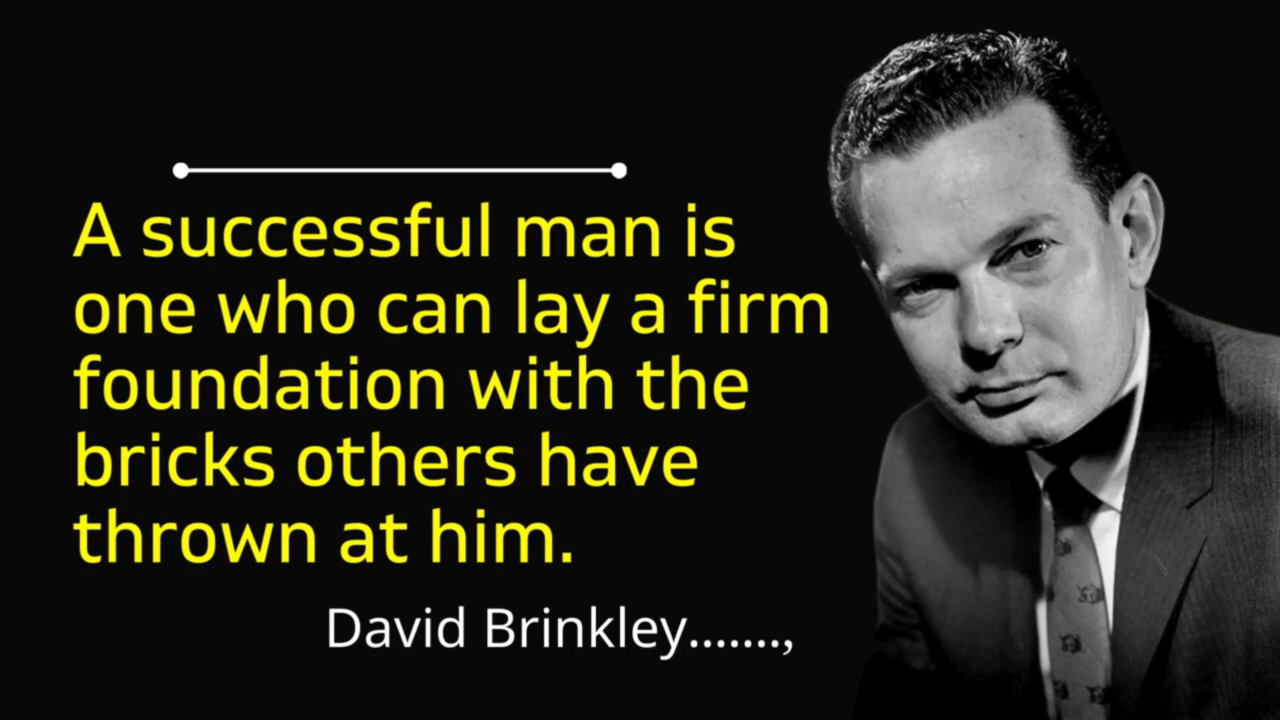 A successful man is
one who can lay a firm
foundation with the
bricks others have
thrown at him.
David Brinkley.......,